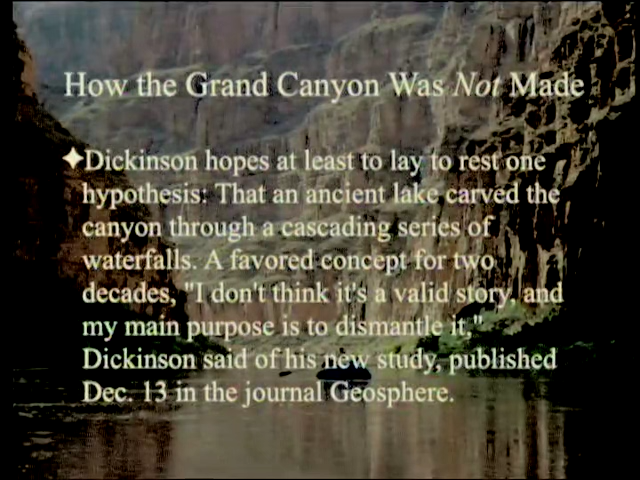 How the Grand Canyon Was Not Made
Dickinson hopes at least to lay to rest one
hypothesis: That an ancient lake carved the
canyon through a cascading series of
waterfalls. A favored concept for two
decades, "I don't think it's a valid story, and
my main purpose is to dismantle it,"
Dickinson said of his new study, published
Dec. 13 in the journal Geosphere.